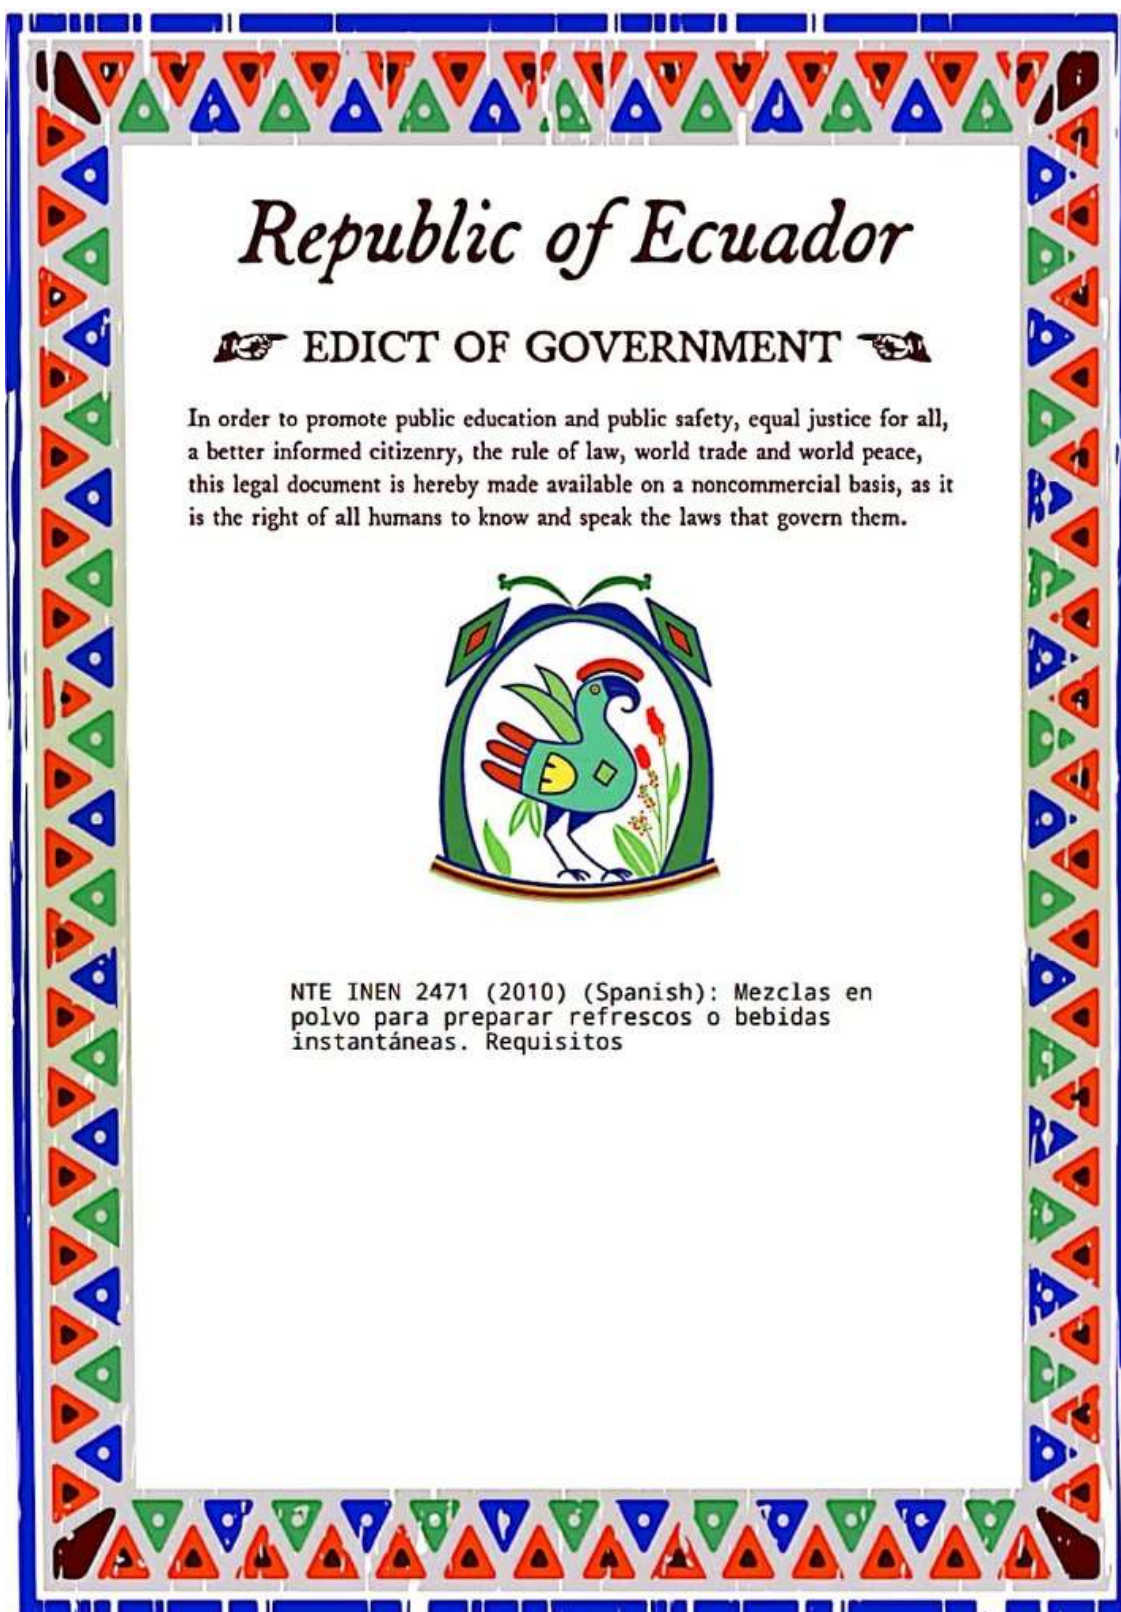 Republic of Ecuador
EDICT OF GOVERNMENT
In order to promote public education and public safety, equal justice for all,
a better informed citizenry, the rule of law, world trade and world peace,
this legal document is hereby made available on a noncommercial basis, as it
is the right of all humans to know and speak the laws that govern them.
NTE INEN 2471 (2010) (Spanish): Mezclas en
polvo para preparar refrescos o bebidas
instantáneas. Requisitos